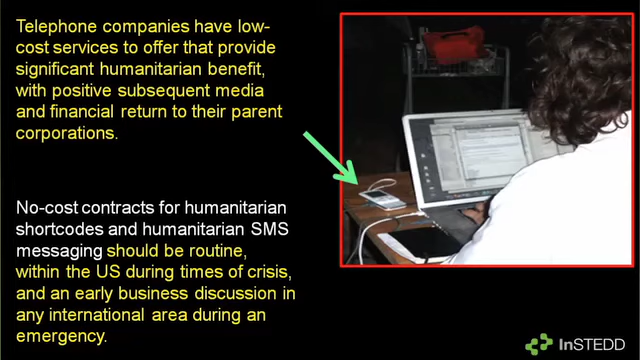 Telephone companies have low-
cost services to offer that provide
significant humanitarian benefit,
with positive subsequent media
and financial return to their parent
corporations.
No-cost contracts for humanitarian
shortcodes and humanitarian SMS
messaging should be routine,
within the US during times of crisis,
and an early business discussion in
any international area during an
emergency.
InSTEDD